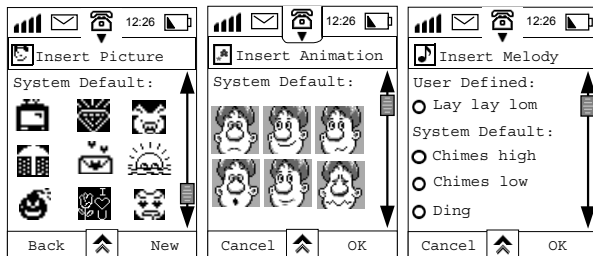 12:26
Insert Picture
System Default:
I
U
Back New
12:26
Insert Animation
System Default:
Cancel OK
12:26
Insert Melody
User Defined:
Lay lay lom
System Default:
Chimes high
Chimes low
Ding
Cancel OK